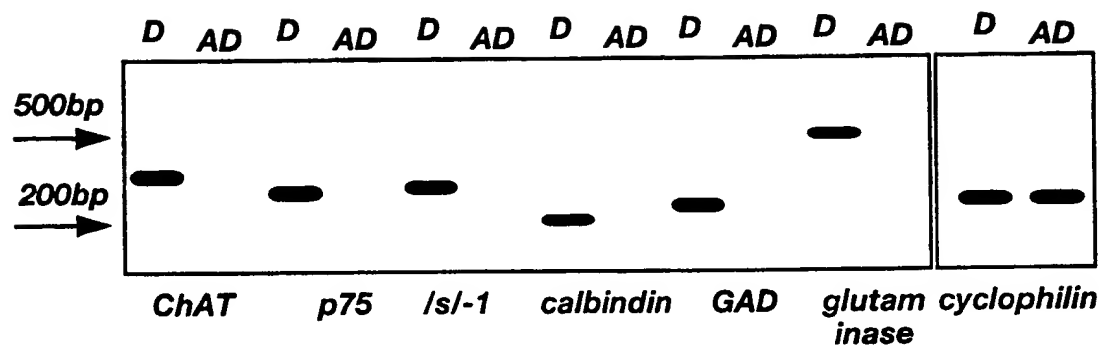 D AD D AD D AD D AD D AD D AD D AD
500bp
200bp
ChAT p75 /s/-1 calbindin GAD glutam cyclophilin
inase